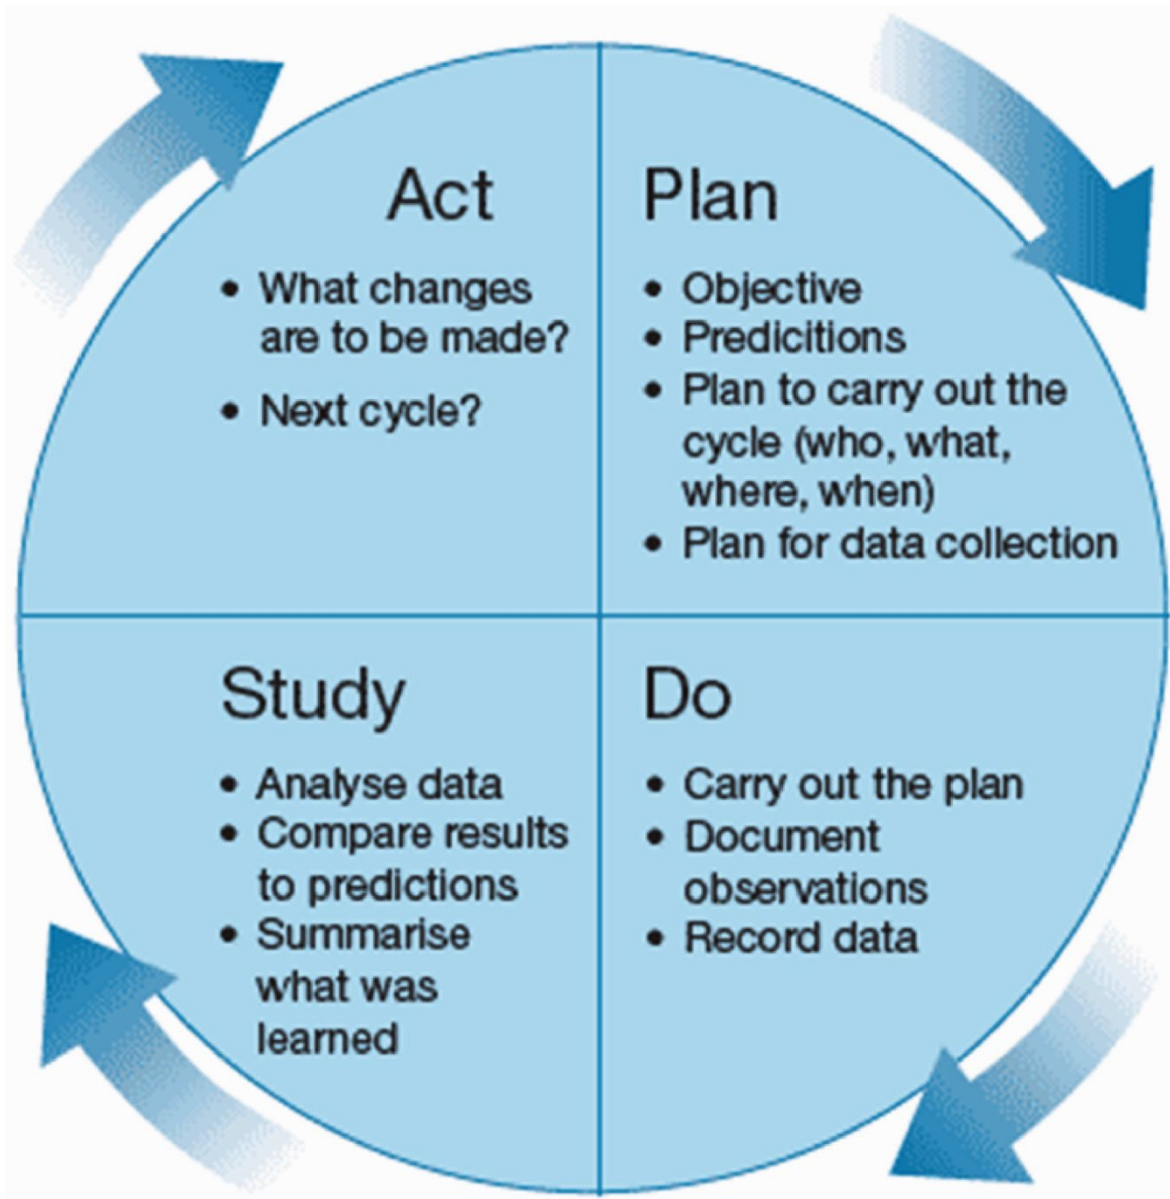 Act
• What changes
are to be made?
• Next cycle?
Plan
• Objective
• Predicitions
• Plan to carry out the
cycle (who, what,
where, when)
• Plan for data collection
Do
• Carry out the plan
• Document
observations
• Record data
Study
• Analyse data
• Compare results
to predictions
• Summarise
what was
learned